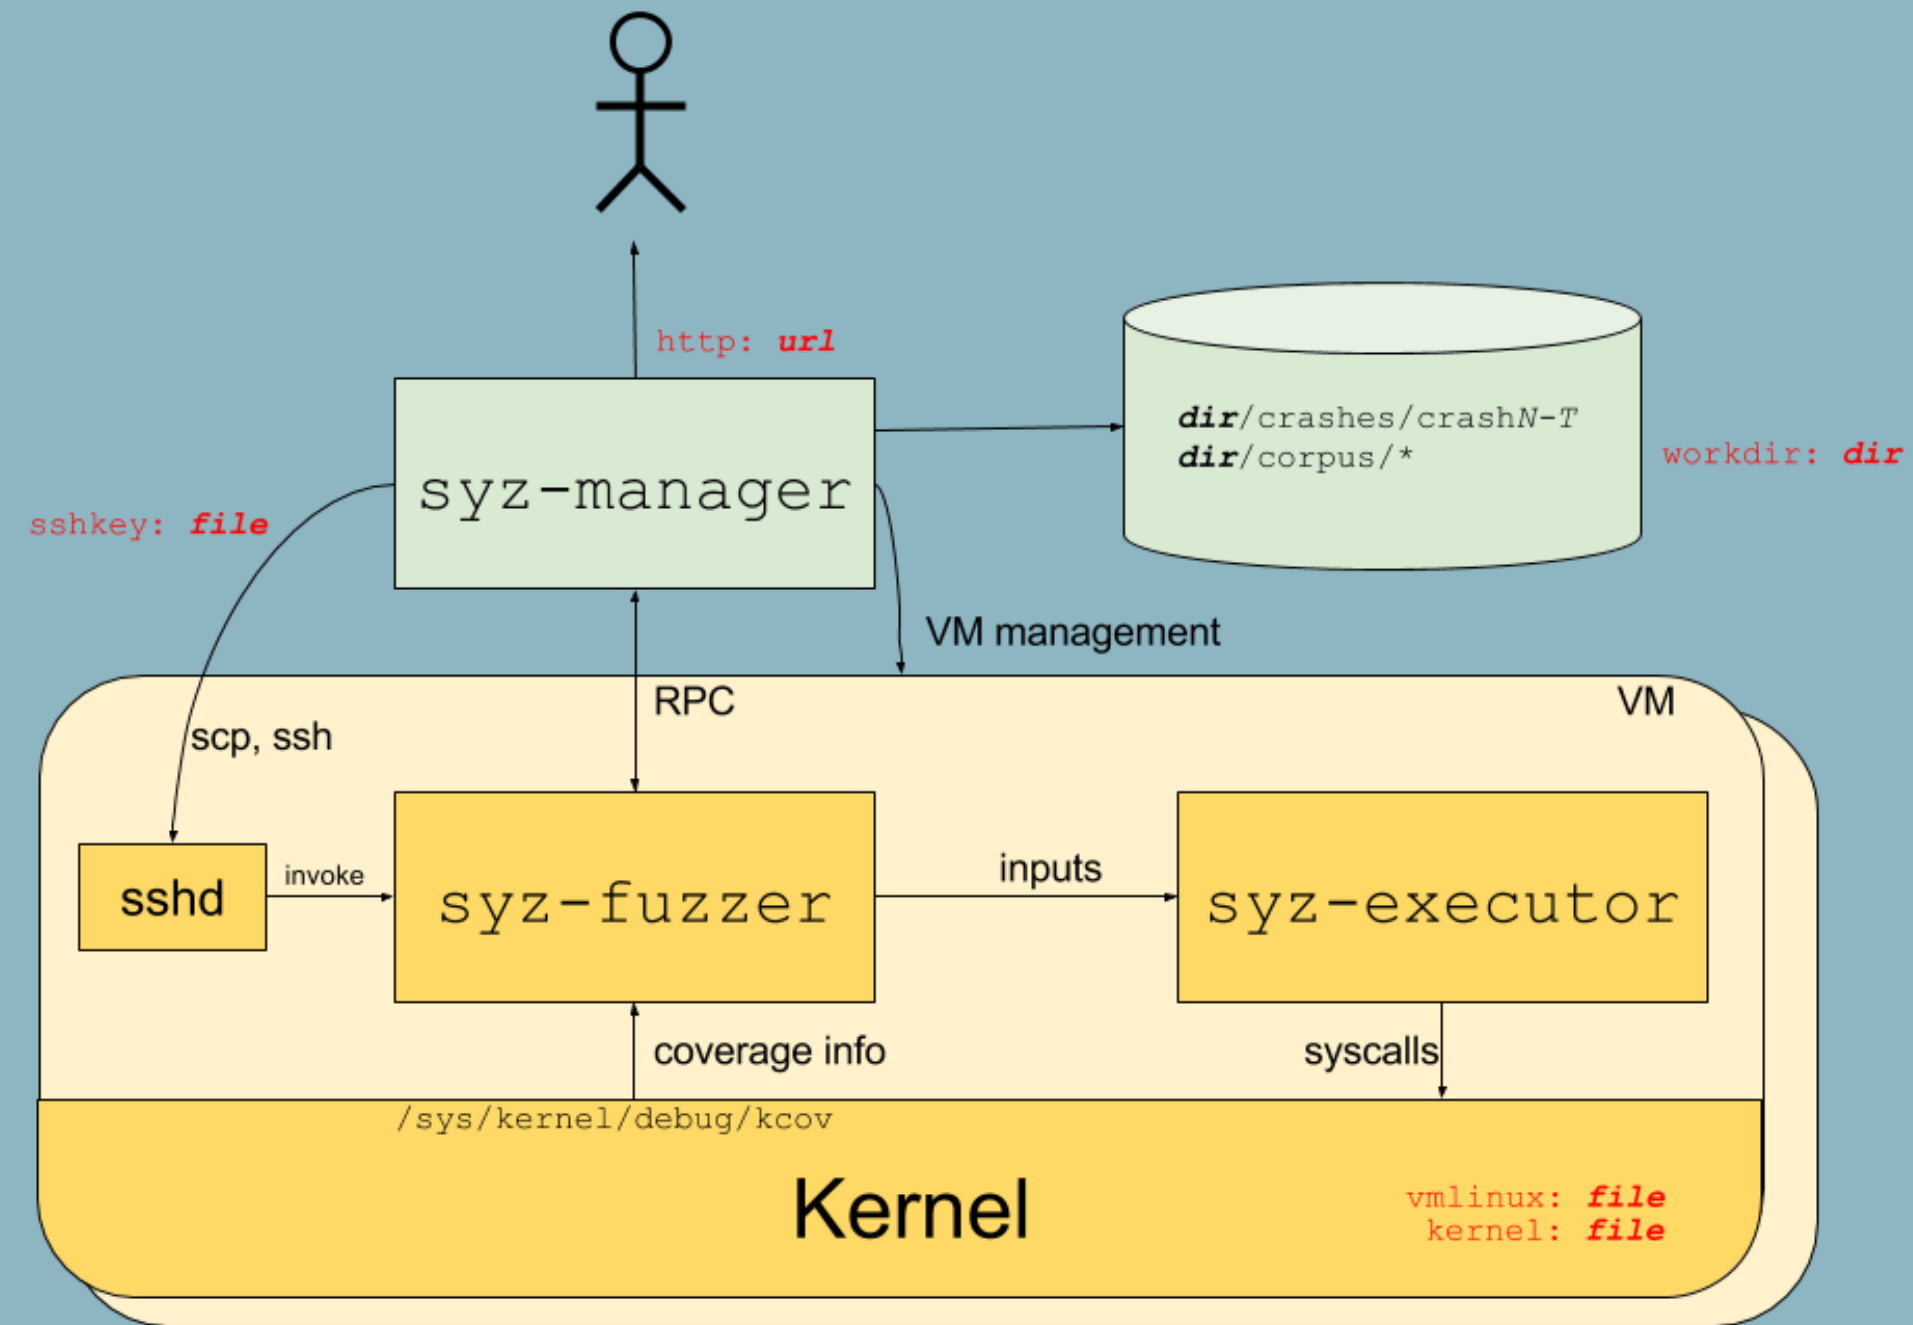 http: url
dir/crashes/crashN-T
dir/corpus/*
workdir: dir
syz-manager
sshkey: file
VM management
RPC
VM
scp, ssh
sshd
invoke
syz-fuzzer
inputs
syz-executor
coverage info
syscalls
/sys/kernel/debug/kcov
Kernel
vmlinux: file
kernel: file